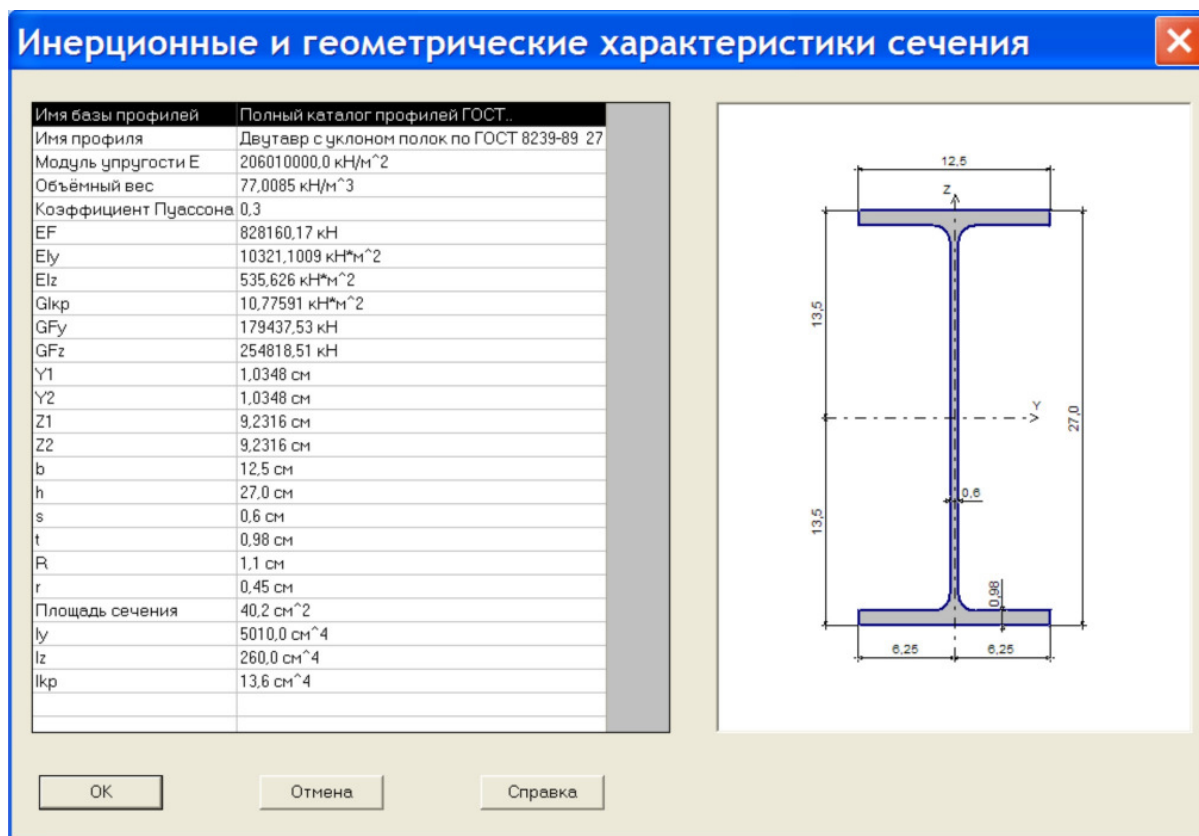 Инерционные и геометрические характеристики сечения
Имя базы профилей Полный каталог профилей ГОСТ..
Имя профиля Двутавр с уклоном полок по ГОСТ 8239-89 27
Модуль упругости E 206010000,0 кН/м^2
Объёмный вес 77,0085 кН/м^3
Коэффициент Пуассона 0,3
EF 828160,17 кН
EIy 10321,1009 кН*м^2
EIz 535,626 кН*м^2
GIкр 10,77591 кН*м^2
GFy 179437,53 кН
GFz 254818,51 кН
Y1 1,0348 см
Y2 1,0348 см
Z1 9,2316 см
Z2 9,2316 см
b 12,5 см
h 27,0 см
s 0,6 см
t 0,98 см
R 1,1 см
r 0,45 см
Площадь сечения 40,2 см^2
Iy 5010,0 см^4
Iz 260,0 см^4
Iкр 13,6 см^4
12,5
Z
13,5
Y
27,0
0,6
13,5
0,98
6,25 6,25
OK Отмена Справка